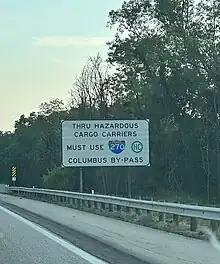 THRU HAZARDOUS
CARGO CARRIERS
MUST USE 270 HC
COLUMBUS BY-PASS